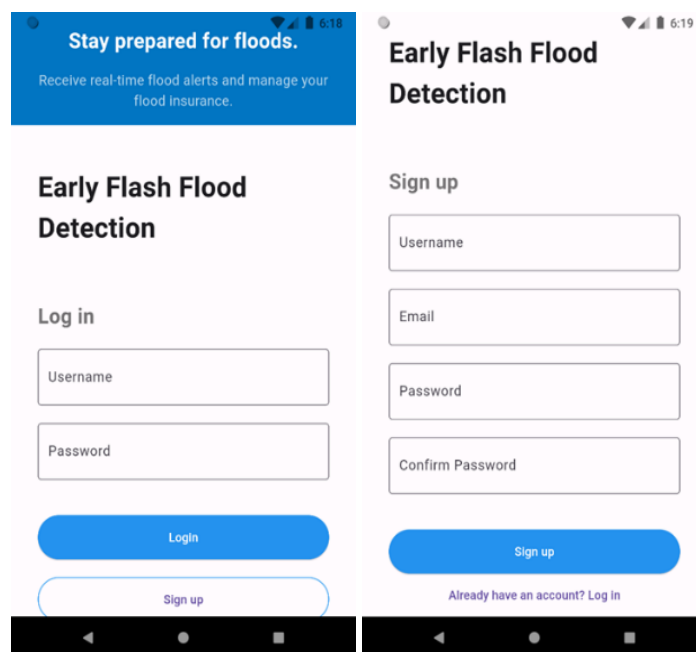 6:18
Stay prepared for floods.
Receive real-time flood alerts and manage your
flood insurance.
Early Flash Flood
Detection
Log in
Username
Password
Login
Sign up
6:19
Early Flash Flood
Detection
Sign up
Username
Email
Password
Confirm Password
Sign up
Already have an account? Log in